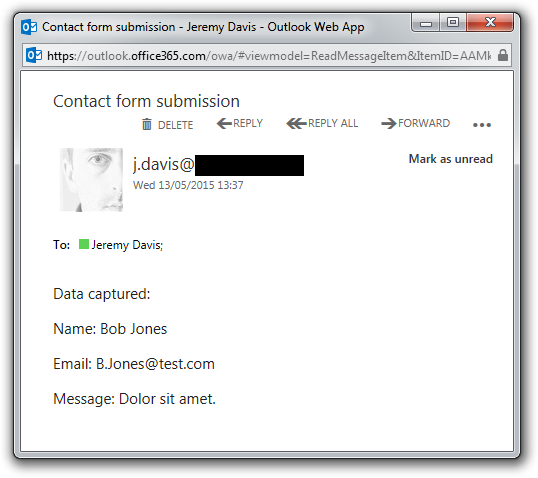 Contact form submission - Jeremy Davis - Outlook Web App
https://outlook.office365.com/owa/#viewmodel=ReadMessageItem&ItemID=AAMk
Contact form submission
DELETE REPLY REPLY ALL FORWARD •••
j.davis@
Mark as unread
Wed 13/05/2015 13:37
To: Jeremy Davis;
Data captured:
Name: Bob Jones
Email: B.Jones@test.com
Message: Dolor sit amet.